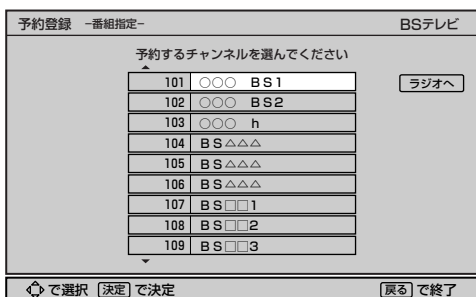 予約登録 -番組指定- BSテレビ
予約するチャンネルを選んでください
101 ○○○ BS1 ラジオへ
102 ○○○ BS2
103 ○○○ h
104 BS△△△
105 BS△△△
106 BS△△△
107 BS□□1
108 BS□□2
109 BS□□3
で選択 決定 で決定 戻る で終了